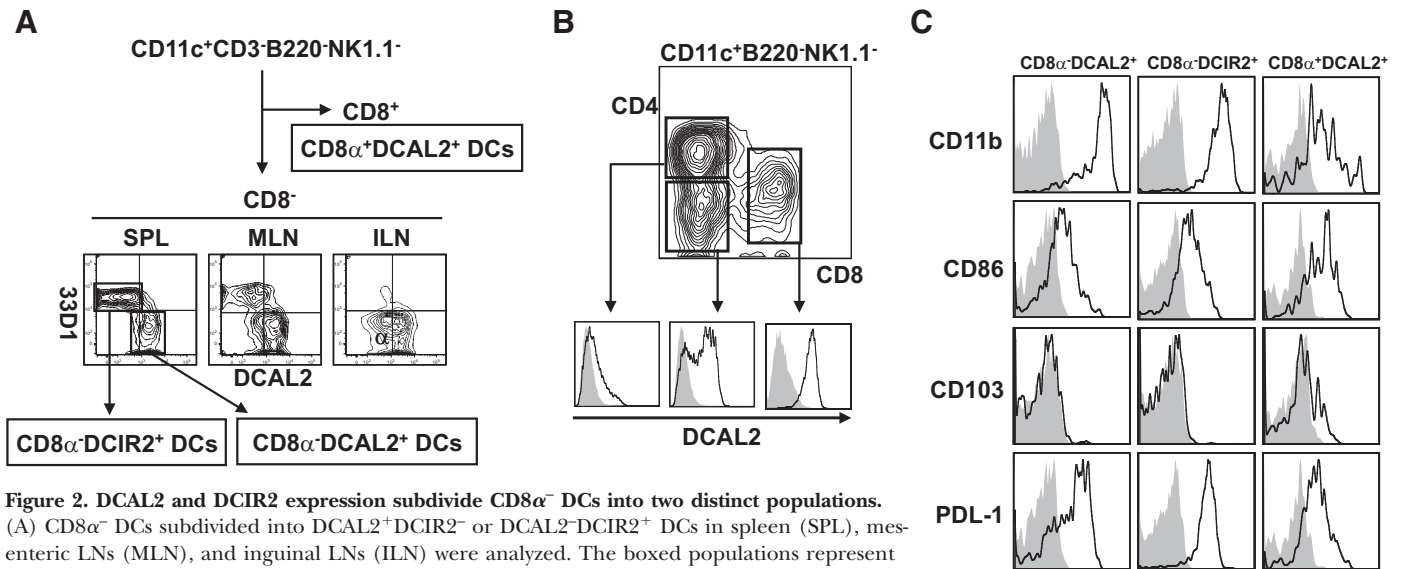 A
CD11c⁺CD3⁻B220⁻NK1.1⁻
CD8⁺
CD8α⁺DCAL2⁺ DCs
CD8⁻
SPL MLN ILN
33D1
α
DCAL2
CD8α⁻DCIR2⁺ DCs CD8α⁻DCAL2⁺ DCs
B
CD11c⁺B220⁻NK1.1⁻
CD4
CD8
DCAL2
C
CD8α⁻DCAL2⁺ CD8α⁻DCIR2⁺ CD8α⁺DCAL2⁺
CD11b
CD86
CD103
PDL-1
Figure 2. DCAL2 and DCIR2 expression subdivide CD8α⁻ DCs into two distinct populations.
(A) CD8α⁻ DCs subdivided into DCAL2⁺DCIR2⁻ or DCAL2⁻DCIR2⁺ DCs in spleen (SPL), mes-
enteric LNs (MLN), and inguinal LNs (ILN) were analyzed. The boxed populations represent